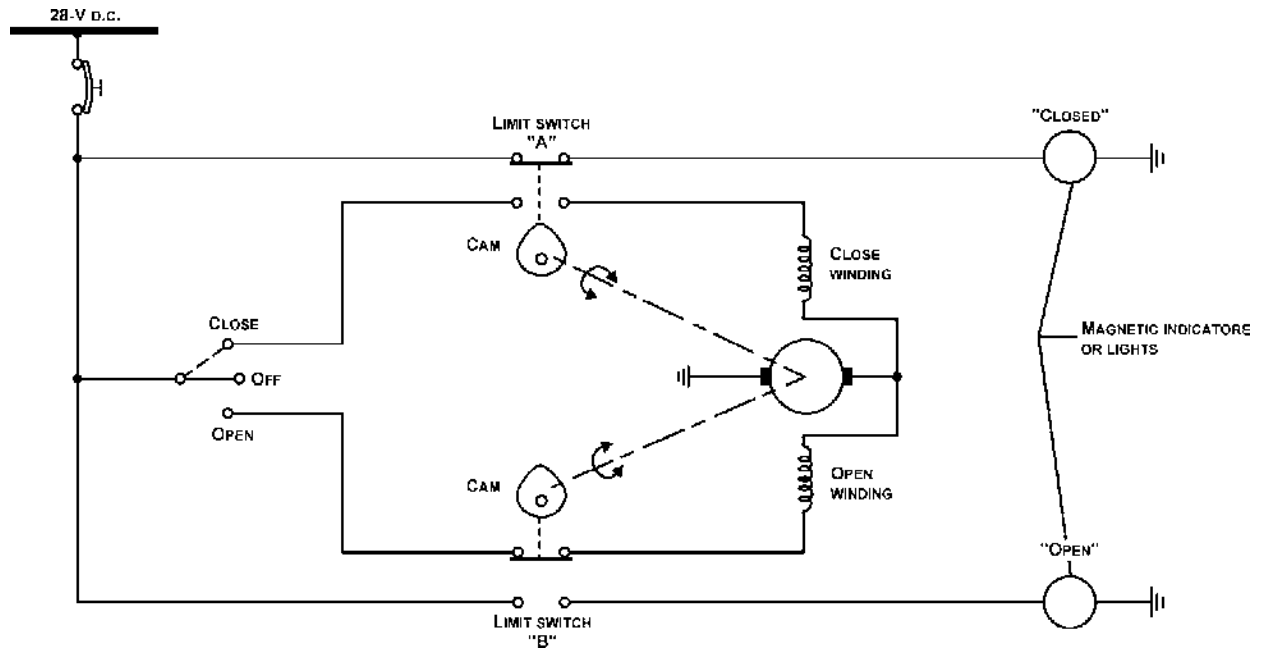 28-V D.C.
LIMIT SWITCH
"A"
"CLOSED"
CAM
CLOSE
WINDING
CLOSE
MAGNETIC INDICATORS
OR LIGHTS
OFF
OPEN
CAM
OPEN
WINDING
"OPEN"
LIMIT SWITCH
"B"